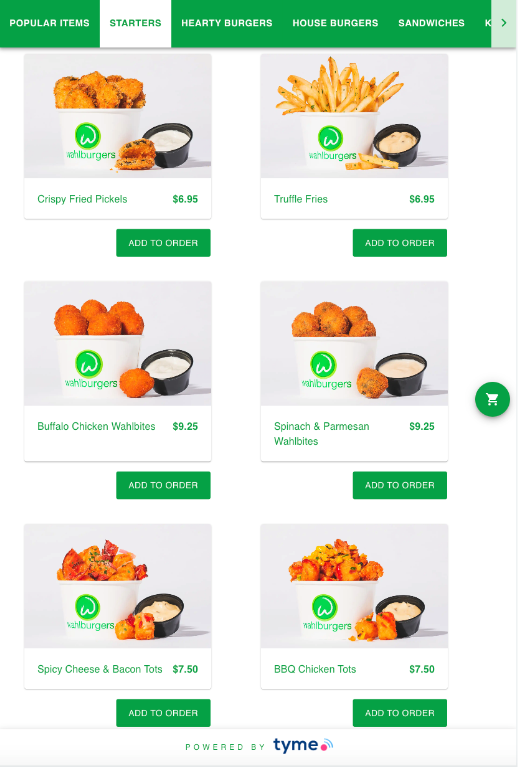 POPULAR ITEMS STARTERS HEARTY BURGERS HOUSE BURGERS SANDWICHES K
wahlburgers wahlburgers
Crispy Fried Pickels $6.95 Truffle Fries $6.95
ADD TO ORDER ADD TO ORDER
wahlburgers wahlburgers
Buffalo Chicken Wahlbites $9.25 Spinach & Parmesan $9.25
Wahlbites
ADD TO ORDER ADD TO ORDER
wahlburgers wahlburgers
Spicy Cheese & Bacon Tots $7.50 BBQ Chicken Tots $7.50
ADD TO ORDER ADD TO ORDER
POWERED BY tyme